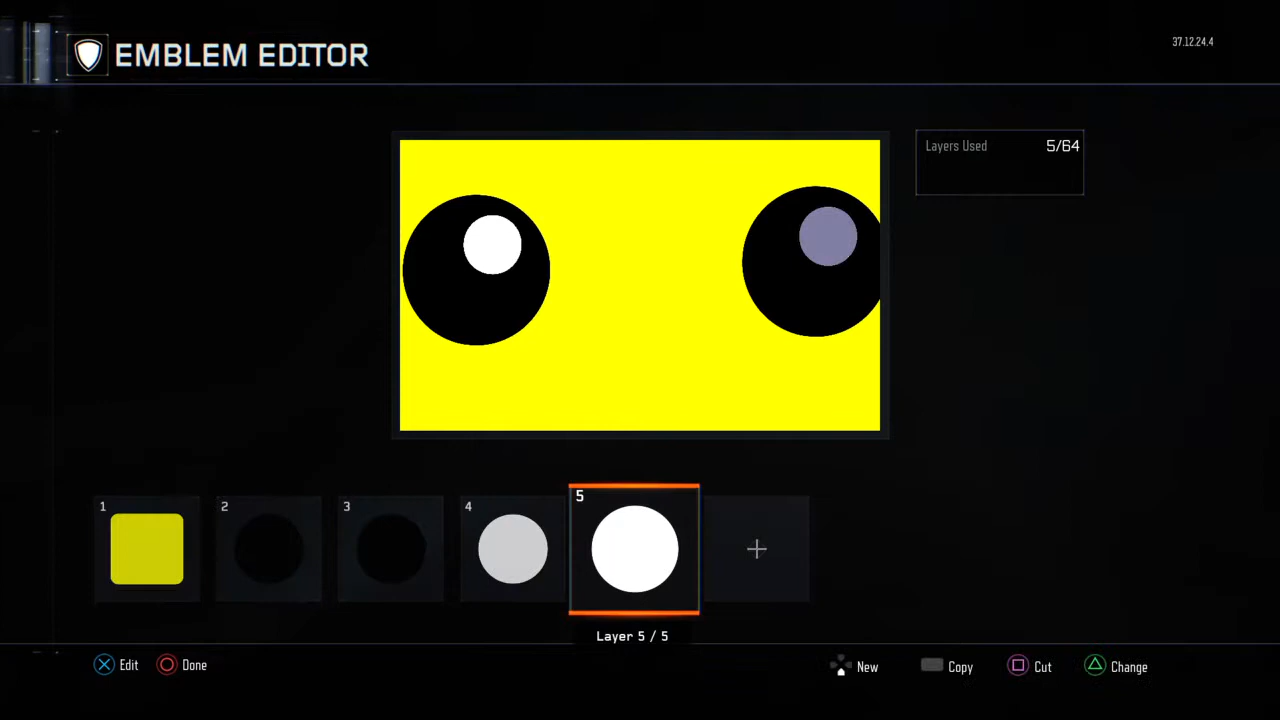 EMBLEM EDITOR
37.12.24.4
Layers Used 5/64
1 2 3 4 5
Layer 5 / 5
Edit Done New Copy Cut Change